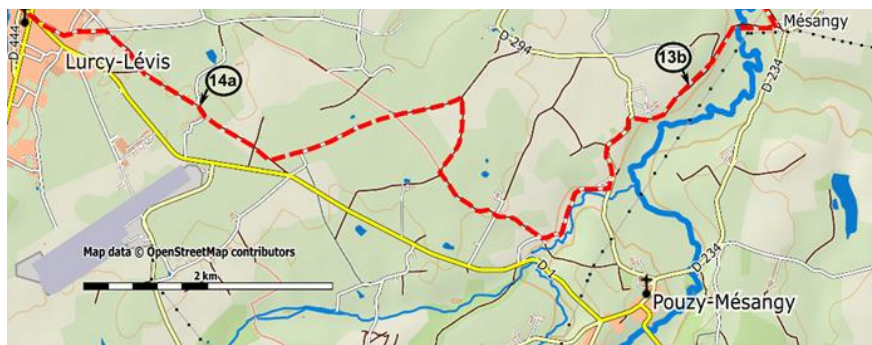 Mésangy
D-444
D-294
13b
Lurcy-Lévis
14a
D-234
Map data © OpenStreetMap contributors
2 km
D-1
D-234
Pouzy-Mésangy